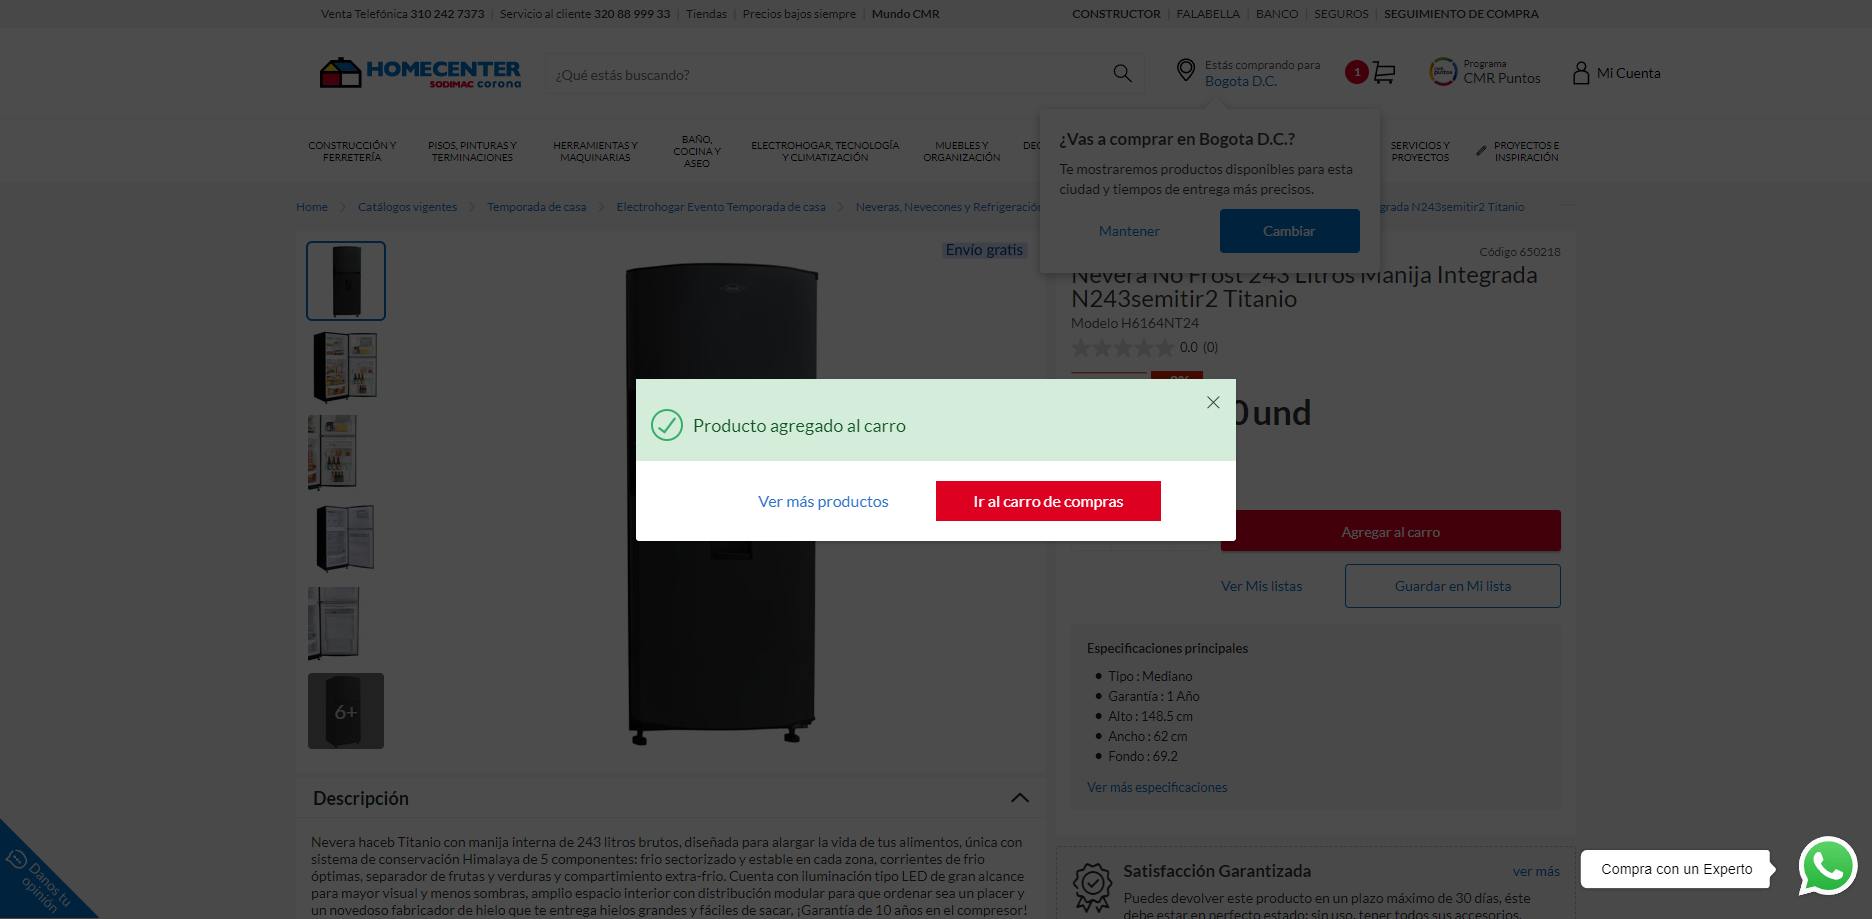 Venta Telefónica 310 242 7373 | Servicio al cliente 320 88 999 33 | Tiendas | Precios bajos siempre | Mundo CMR
CONSTRUCTOR | FALABELLA | BANCO | SEGUROS | SEGUIMIENTO DE COMPRA
HOMECENTER
SODIMAC corona
¿Qué estás buscando?
Estás comprando para
Bogota D.C.
1
Programa
CMR Puntos
Mi Cuenta
CONSTRUCCIÓN Y
FERRETERÍA
PISOS, PINTURAS Y
TERMINACIONES
HERRAMIENTAS Y
MAQUINARIAS
BAÑO,
COCINA Y
ASEO
ELECTROHOGAR, TECNOLOGÍA
Y CLIMATIZACIÓN
MUEBLES Y
ORGANIZACIÓN
SERVICIOS Y
PROYECTOS
PROYECTOS E
INSPIRACIÓN
¿Vas a comprar en Bogota D.C.?
Te mostraremos productos disponibles para esta
ciudad y tiempos de entrega más precisos.
Mantener
Cambiar
Home > Catálogos vigentes > Temporada de casa > Electrohogar Evento Temporada de casa > Neveras, Nevecones y Refrigeració
N243semitir2 Titanio
Envío gratis
Código 650218
Nevera No Frost 243 Litros Manija Integrada
N243semitir2 Titanio
Modelo H6164NT24
0.0 (0)
und
Producto agregado al carro
Ver más productos
Ir al carro de compras
Agregar al carro
Ver Mis listas
Guardar en Mi lista
6+
Especificaciones principales
• Tipo : Mediano
• Garantía : 1 Año
• Alto : 148.5 cm
• Ancho : 62 cm
• Fondo : 69.2
Ver más especificaciones
Descripción
Nevera haceb Titanio con manija interna de 243 litros brutos, diseñada para alargar la vida de tus alimentos, única con
sistema de conservación Himalaya de 5 componentes: frio sectorizado y estable en cada zona, corrientes de frio
óptimas, separador de frutas y verduras y compartimiento extra-frio. Cuenta con iluminación tipo LED de gran alcance
para mayor visual y menos sombras, amplio espacio interior con distribución modular para que ordenar sea un placer y
un novedoso fabricador de hielo que te entrega hielos grandes y fáciles de sacar, ¡Garantía de 10 años en el compresor!
Satisfacción Garantizada
ver más
Puedes devolver este producto en un plazo máximo de 30 días, éste
debe estar en perfecto estado: sin uso, tener todos sus accesorios,
Danos tu
opinión
Compra con un Experto